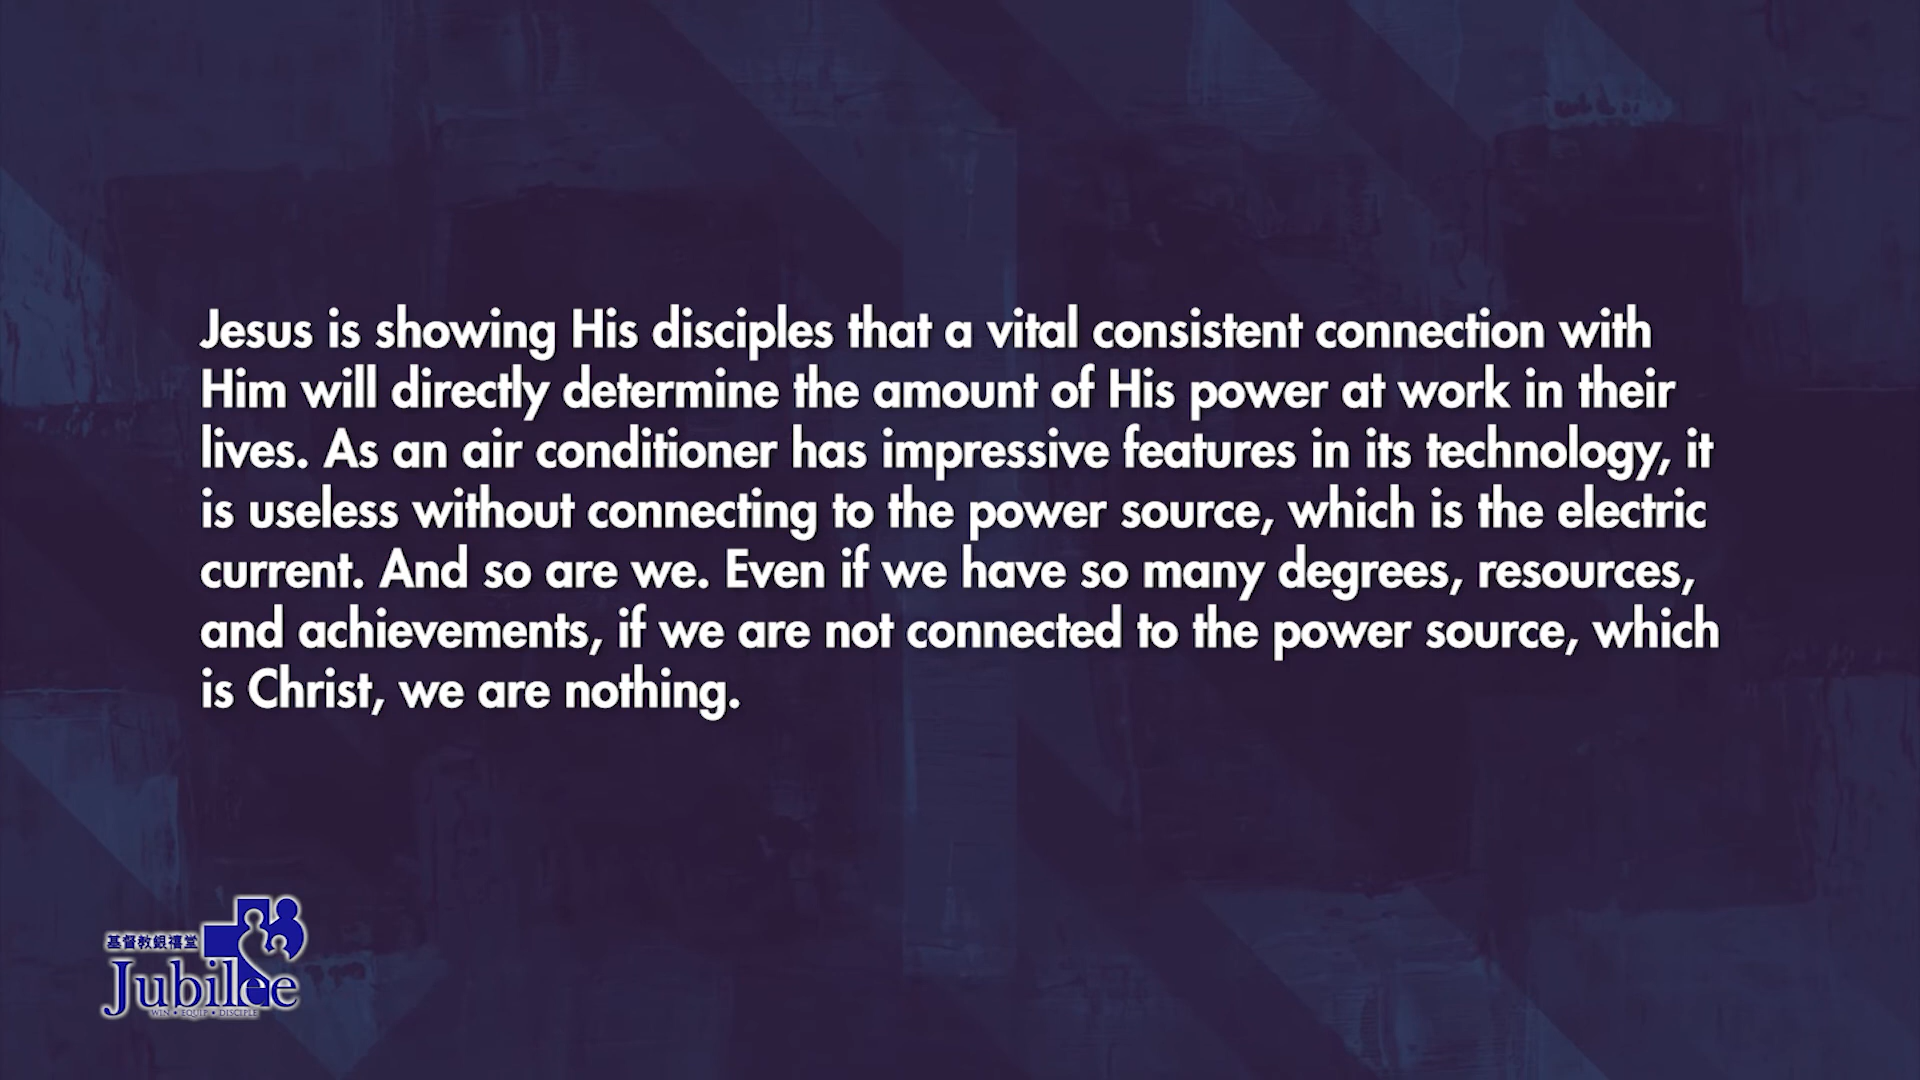 Jesus is showing His disciples that a vital consistent connection with
Him will directly determine the amount of His power at work in their
lives. As an air conditioner has impressive features in its technology, it
is useless without connecting to the power source, which is the electric
current. And so are we. Even if we have so many degrees, resources,
and achievements, if we are not connected to the power source, which
is Christ, we are nothing.
基督教銀禧堂
Jubilee
WIN • EQUIP • DISCIPLE